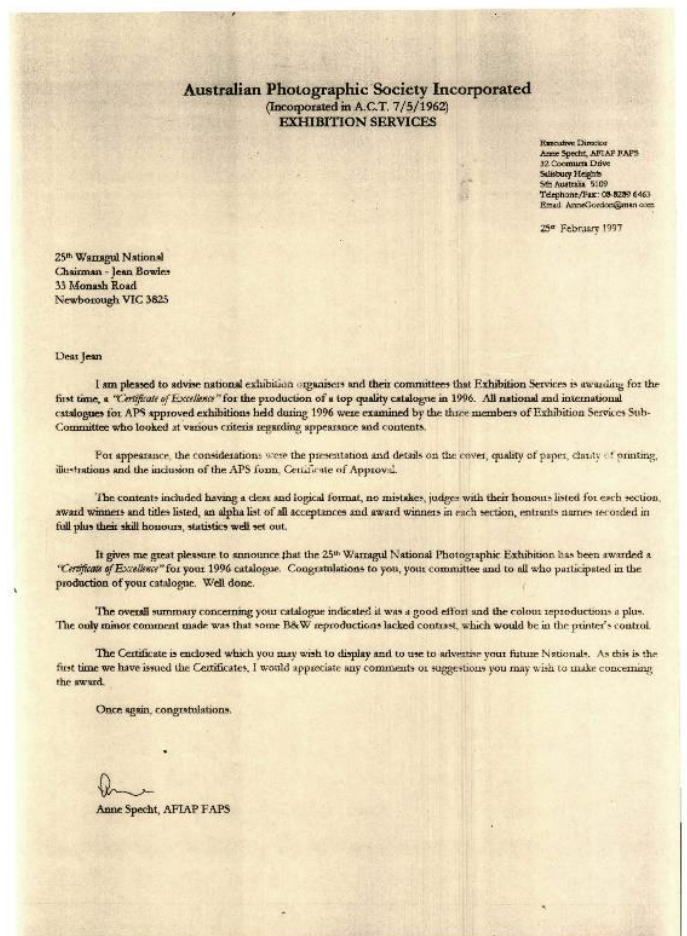 Australian Photographic Society Incorporated
(Incorporated in A.C.T. 7/5/1962)
EXHIBITION SERVICES
Executive Director
Anne Specht, AFIAP FAPS
32 Coomurra Drive
Salisbury Heights
Sth Australia 5109
Telephone/Fax: 08-8289 6463
Email: AnneGordon@msn.com
25th February 1997
25th Warragul National
Chairman - Jean Bowles
33 Monash Road
Newborough VIC 3825
Dear Jean
I am pleased to advise national exhibition organisers and their committees that Exhibition Services is awarding for the
first time, a "Certificate of Excellence" for the production of a top quality catalogue in 1996. All national and international
catalogues for APS approved exhibitions held during 1996 were examined by the three members of Exhibition Services Sub-
Committee who looked at various criteria regarding appearance and contents.
For appearance, the considerations were the presentation and details on the cover, quality of paper, clarity of printing,
illustrations and the inclusion of the APS form, Certificate of Approval.
The contents included having a clear and logical format, no mistakes, judges with their honours listed for each section,
award winners and titles listed, an alpha list of all acceptances and award winners in each section, entrants names recorded in
full plus their skill honours, statistics well set out.
It gives me great pleasure to announce that the 25th Warragul National Photographic Exhibition has been awarded a
"Certificate of Excellence" for your 1996 catalogue. Congratulations to you, your committee and to all who participated in the
production of your catalogue. Well done.
The overall summary concerning your catalogue indicated it was a good effort and the colour reproductions a plus.
The only minor comment made was that some B&W reproductions lacked contrast, which would be in the printer's control.
The Certificate is enclosed which you may wish to display and to use to advertise your future Nationals. As this is the
first time we have issued the Certificates, I would appreciate any comments or suggestions you may wish to make concerning
the award.
Once again, congratulations.
Anne
Anne Specht, AFIAP FAPS